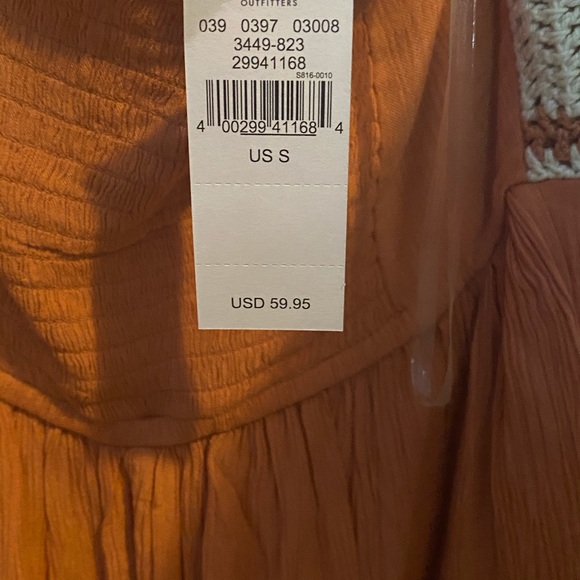 OUTFITTERS
039 0397 03008
3449-823
29941168
S816-0010
4 00299 41168 4
US S
USD 59.95